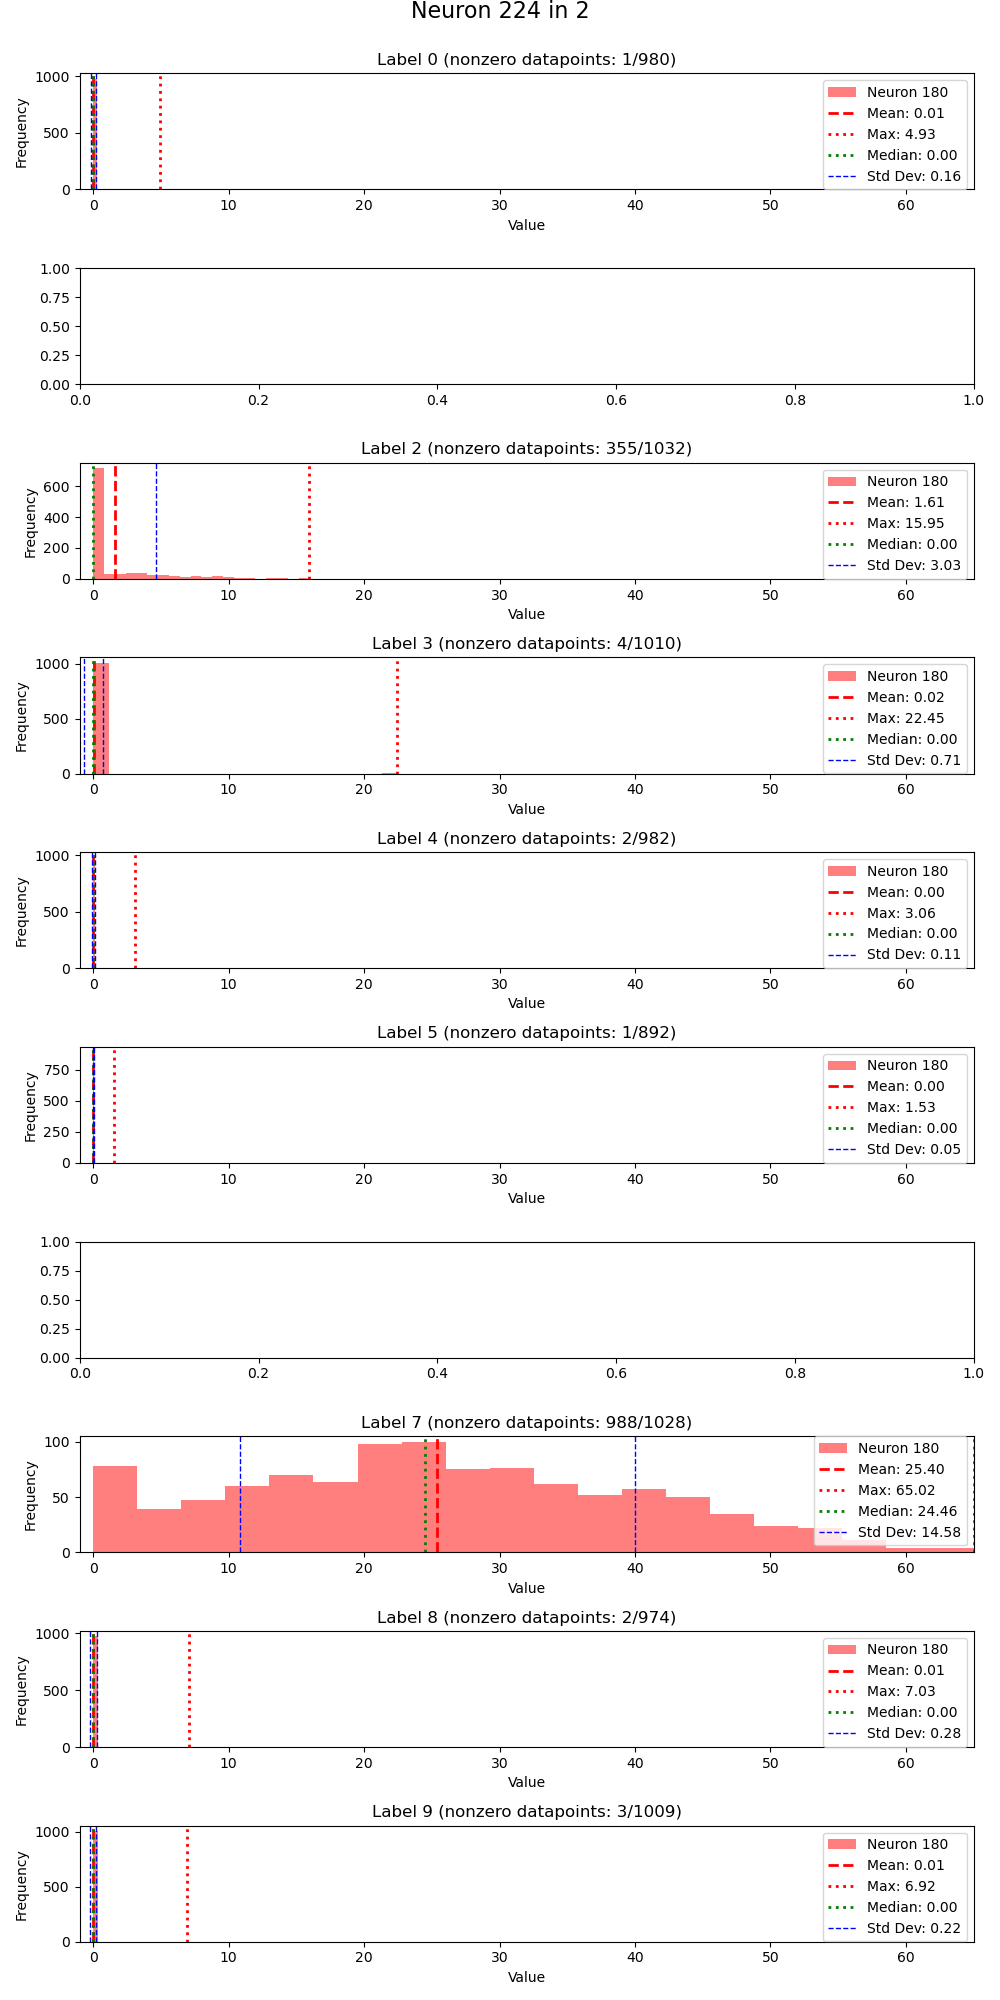 Neuron 224 in 2
Label 0 (nonzero datapoints: 1/980)
Frequency
1000
500
0
Neuron 180
Mean: 0.01
Max: 4.93
Median: 0.00
Std Dev: 0.16
0 10 20 30 40 50 60
Value
1.00
0.75
0.50
0.25
0.00
0.0 0.2 0.4 0.6 0.8 1.0
Label 2 (nonzero datapoints: 355/1032)
Frequency
600
400
200
0
Neuron 180
Mean: 1.61
Max: 15.95
Median: 0.00
Std Dev: 3.03
0 10 20 30 40 50 60
Value
Label 3 (nonzero datapoints: 4/1010)
Frequency
1000
500
0
Neuron 180
Mean: 0.02
Max: 22.45
Median: 0.00
Std Dev: 0.71
0 10 20 30 40 50 60
Value
Label 4 (nonzero datapoints: 2/982)
Frequency
1000
500
0
Neuron 180
Mean: 0.00
Max: 3.06
Median: 0.00
Std Dev: 0.11
0 10 20 30 40 50 60
Value
Label 5 (nonzero datapoints: 1/892)
Frequency
750
500
250
0
Neuron 180
Mean: 0.00
Max: 1.53
Median: 0.00
Std Dev: 0.05
0 10 20 30 40 50 60
Value
1.00
0.75
0.50
0.25
0.00
0.0 0.2 0.4 0.6 0.8 1.0
Label 7 (nonzero datapoints: 988/1028)
Frequency
100
50
0
Neuron 180
Mean: 25.40
Max: 65.02
Median: 24.46
Std Dev: 14.58
0 10 20 30 40 50 60
Value
Label 8 (nonzero datapoints: 2/974)
Frequency
1000
500
0
Neuron 180
Mean: 0.01
Max: 7.03
Median: 0.00
Std Dev: 0.28
0 10 20 30 40 50 60
Value
Label 9 (nonzero datapoints: 3/1009)
Frequency
1000
500
0
Neuron 180
Mean: 0.01
Max: 6.92
Median: 0.00
Std Dev: 0.22
0 10 20 30 40 50 60
Value